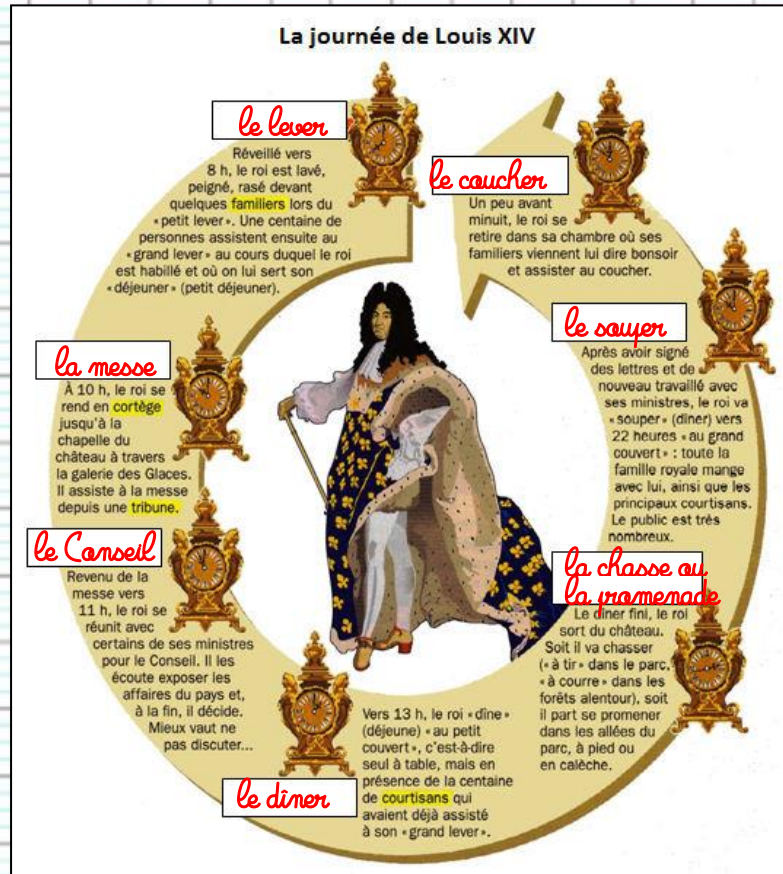 La journée de Louis XIV
le lever
Réveillé vers
8 h, le roi est lavé,
peigné, rasé devant
quelques familiers lors du
«petit lever». Une centaine de
personnes assistent ensuite au
«grand lever» au cours duquel le roi
est habillé et où on lui sert son
«déjeuner» (petit déjeuner).
la messe
À 10 h, le roi se
rend en cortège
jusqu'à la
chapelle du
château à travers
la galerie des Glaces.
Il assiste à la messe
depuis une tribune.
le Conseil
Revenu de la
messe vers
11 h, le roi se
réunit avec
certains de ses ministres
pour le Conseil. Il les
écoute exposer les
affaires du pays et,
à la fin, il décide.
Mieux vaut ne
pas discuter...
le dîner
Vers 13 h, le roi «dîne»
(déjeune) «au petit
couvert», c'est-à-dire
seul à table, mais en
présence de la centaine
de courtisans qui
avaient déjà assisté
à son «grand lever».
la chasse ou
la promenade
Le dîner fini, le roi
sort du château.
Soit il va chasser
(«à tir» dans le parc,
«à courre» dans les
forêts alentour), soit
il part se promener
dans les allées du
parc, à pied ou
en calèche.
le souper
Après avoir signé
des lettres et de
nouveau travaillé avec
ses ministres, le roi va
«souper» (dîner) vers
22 heures «au grand
couvert» : toute la
famille royale mange
avec lui, ainsi que les
principaux courtisans.
Le public est très
nombreux.
le coucher
Un peu avant
minuit, le roi se
retire dans sa chambre où ses
familiers viennent lui dire bonsoir
et assister au coucher.